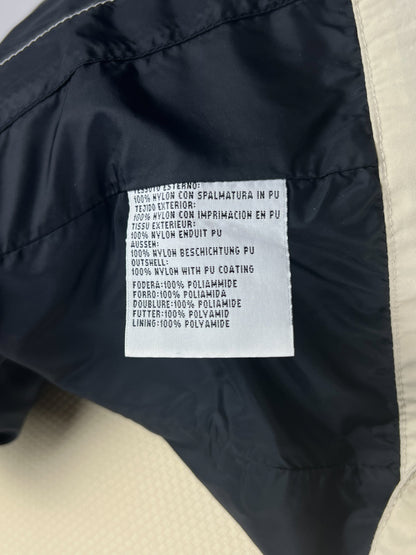 TESSUTO ESTERNO:
100% NYLON CON SPALMATURA IN PU
TEJIDO EXTERIOR:
100% NYLON CON IMPRIMACION EN PU
TISSU EXTERIEUR:
100% NYLON ENDUIT PU
AUSSEN:
100% NYLON BESCHICHTUNG PU
OUTSHELL:
100% NYLON WITH PU COATING
FODERA:100% POLIAMMIDE
FORRO:100% POLIAMIDA
DOUBLURE:100% POLIAMIDE
FUTTER:100% POLYAMID
LINING:100% POLYAMIDE